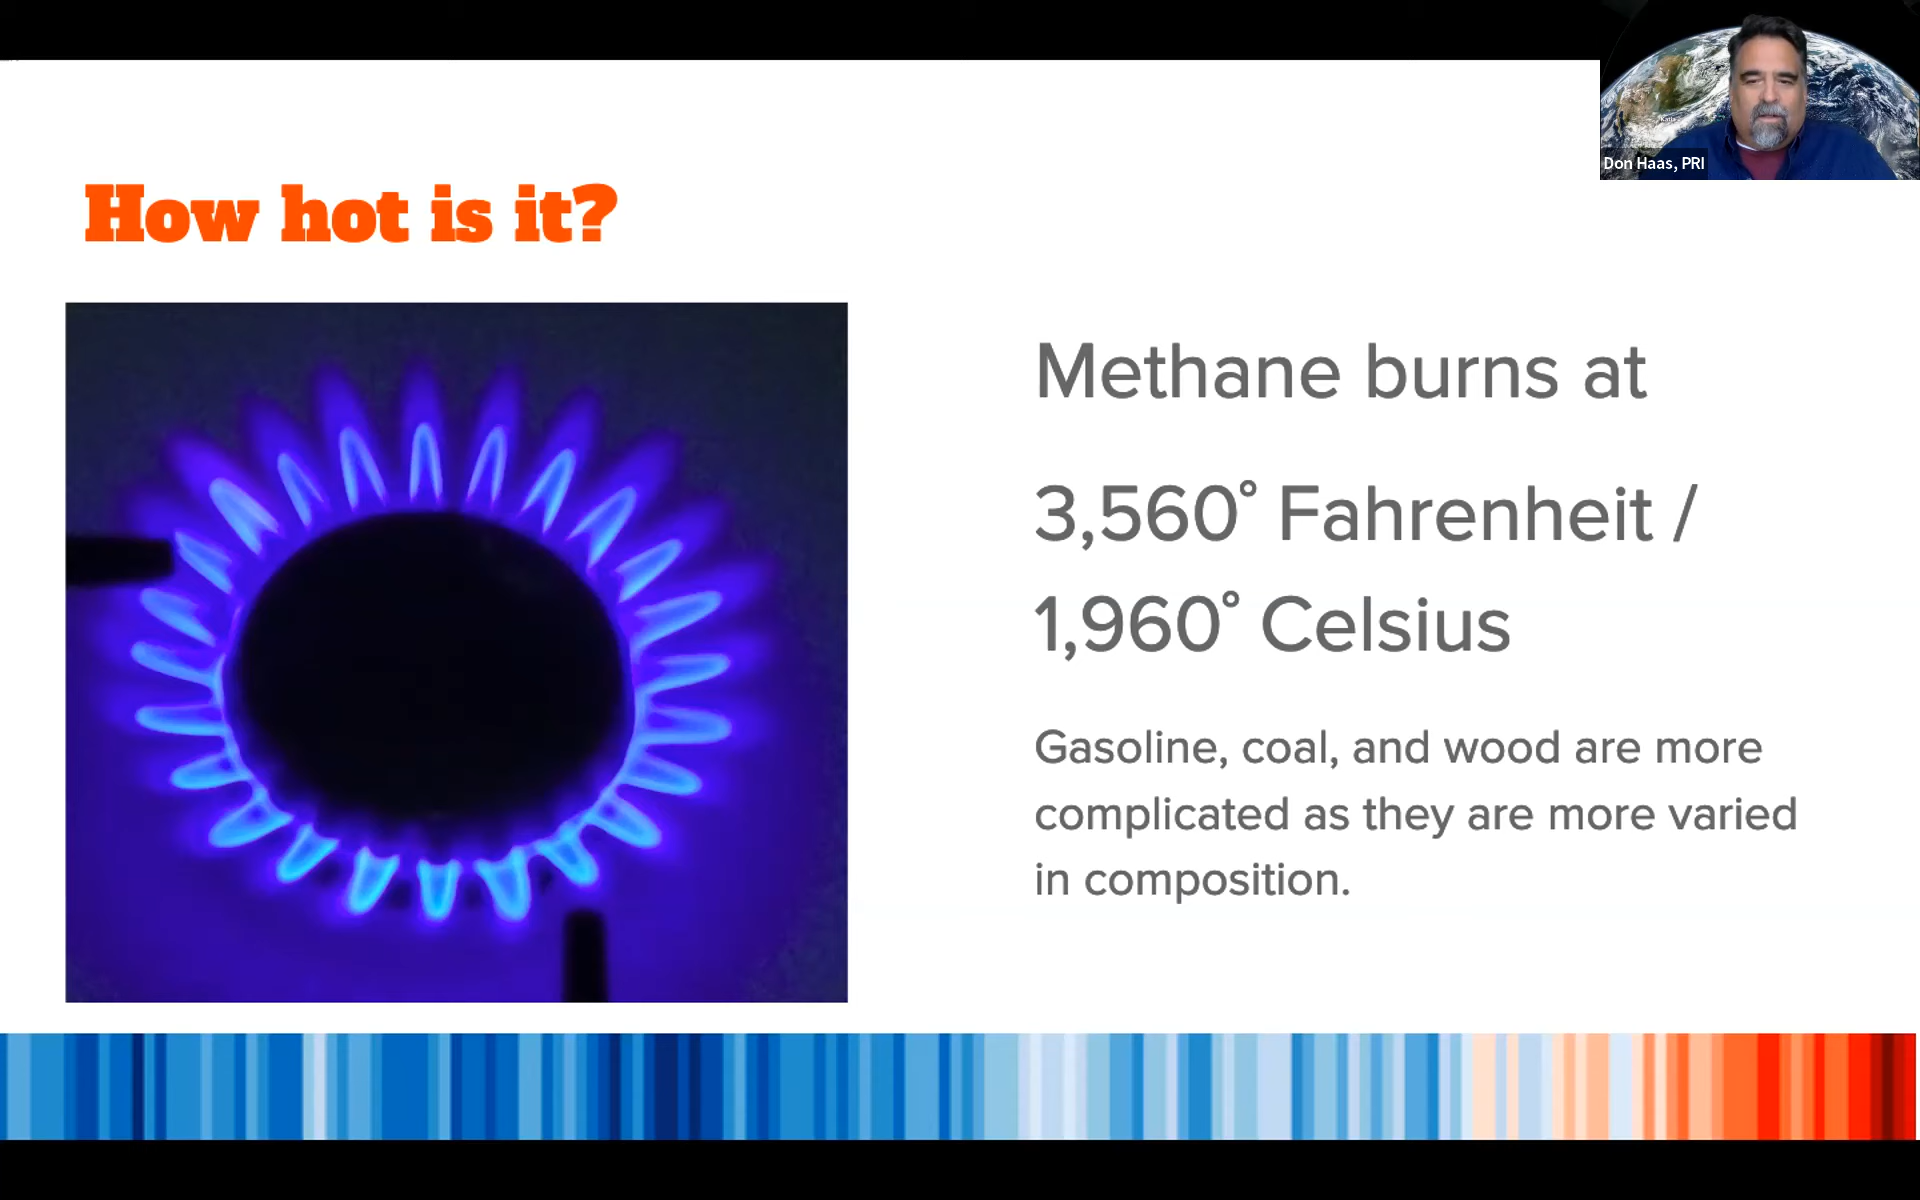 Don Haas, PRI
How hot is it?
Methane burns at
3,560° Fahrenheit /
1,960° Celsius
Gasoline, coal, and wood are more
complicated as they are more varied
in composition.